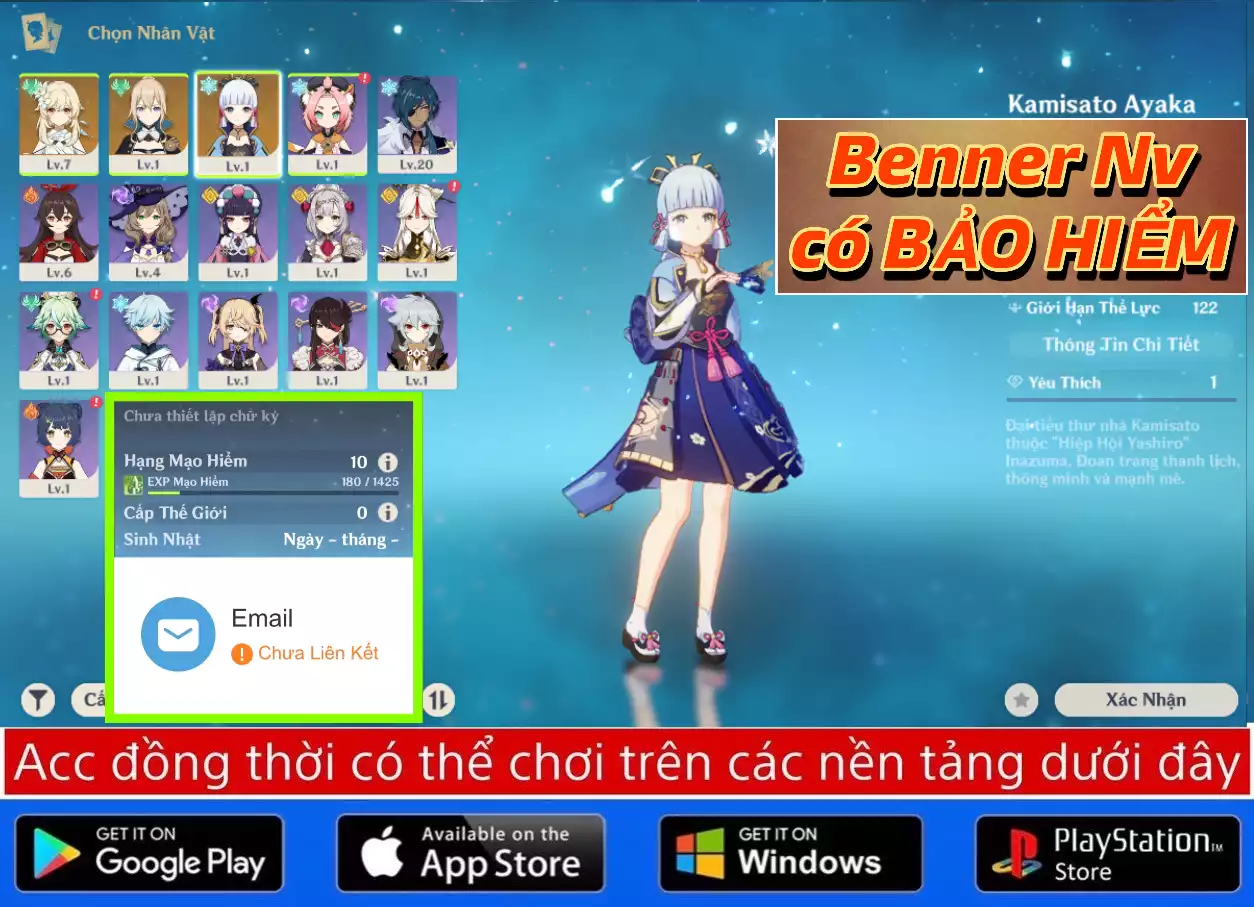 Chọn Nhân Vật
Lv.7
Lv.1
Lv.1
Lv.1
Lv.20
Lv.6
Lv.4
Lv.1
Lv.1
Lv.1
Lv.1
Lv.1
Lv.1
Lv.1
Lv.1
Lv.1
Kamisato Ayaka
Benner Nv
có BẢO HIỂM
Giới Hạn Thể Lực 122
Thông Tin Chi Tiết
Yêu Thích 1
Đại tiểu thư nhà Kamisato
thuộc "Hiệp Hội Yashiro"
Inazuma. Đoan trang thanh lịch,
thông minh và mạnh mẽ.
Chưa thiết lập chữ ký
Hạng Mạo Hiểm 10
EXP Mạo Hiểm 180 / 1425
Cấp Thế Giới 0
Sinh Nhật Ngày - tháng -
Email
Chưa Liên Kết
Xác Nhận
Acc đồng thời có thể chơi trên các nền tảng dưới đây
GET IT ON
Google Play
Available on the
App Store
GET IT ON
Windows
PlayStation™
Store